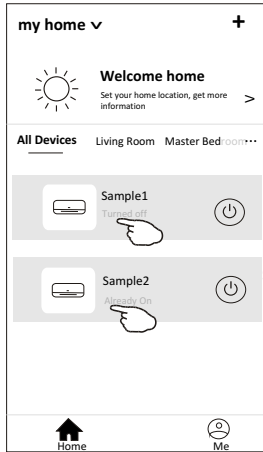 my home
Welcome home
Set your home location, get more
information
All Devices Living Room Master Bedroom
Sample1
Turned off
Sample2
Already On
Home Me